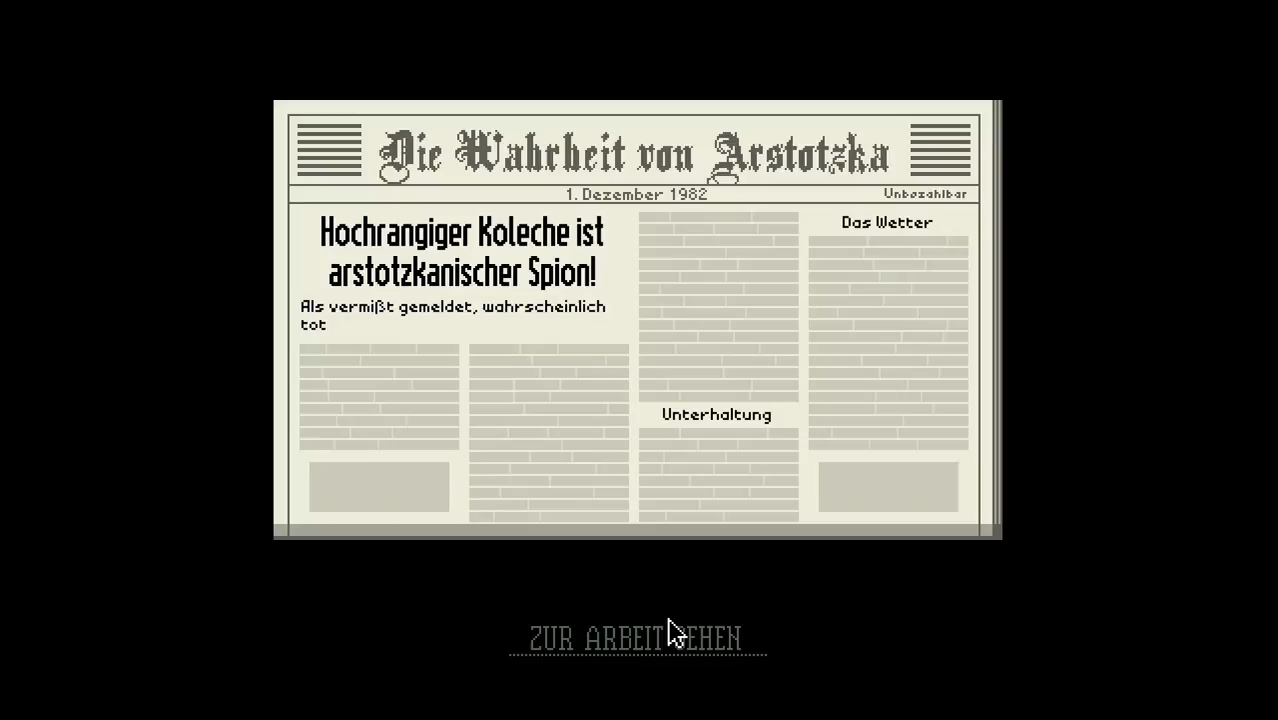 Die Wahrheit von Arstotzka
1. Dezember 1982
Unbezahlbar
Hochrangiger Koleche ist
arstotzkanischer Spion!
Als vermißt gemeldet, wahrscheinlich
tot
Unterhaltung
Das Wetter
ZUR ARBEIT GEHEN